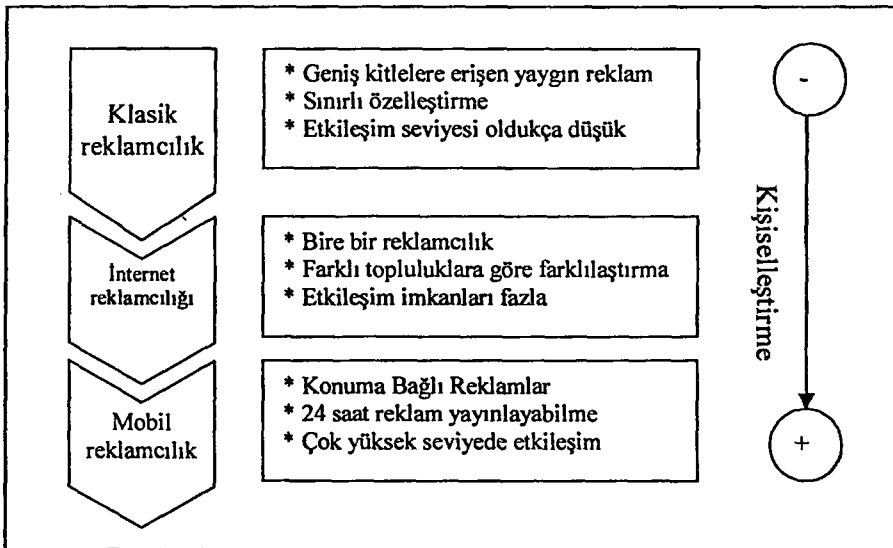 Klasik
reklamcılık
* Geniş kitlelere erişen yaygın reklam
* Sınırlı özelleştirme
* Etkileşim seviyesi oldukça düşük
-
İnternet
reklamcılığı
* Bire bir reklamcılık
* Farklı topluluklara göre farklılaştırma
* Etkileşim imkanları fazla
Kişiselleştirme
Mobil
reklamcılık
* Konuma Bağlı Reklamlar
* 24 saat reklam yayınlayabilme
* Çok yüksek seviyede etkileşim
+